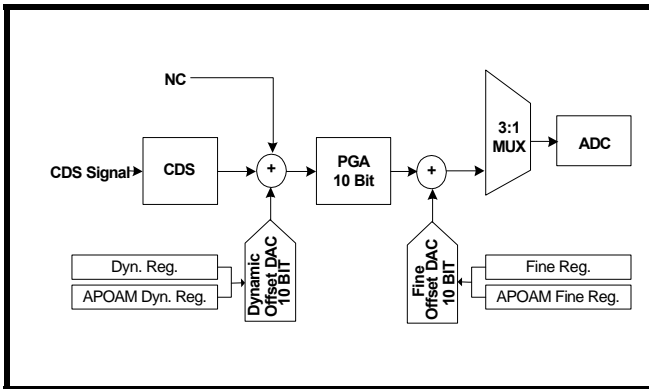 NC
CDS Signal
CDS
+
PGA
10 Bit
+
3:1
MUX
ADC
Dyn. Reg.
APOAM Dyn. Reg.
Dynamic
Offset DAC
10 BIT
Fine
Offset DAC
10 BIT
Fine Reg.
APOAM Fine Reg.